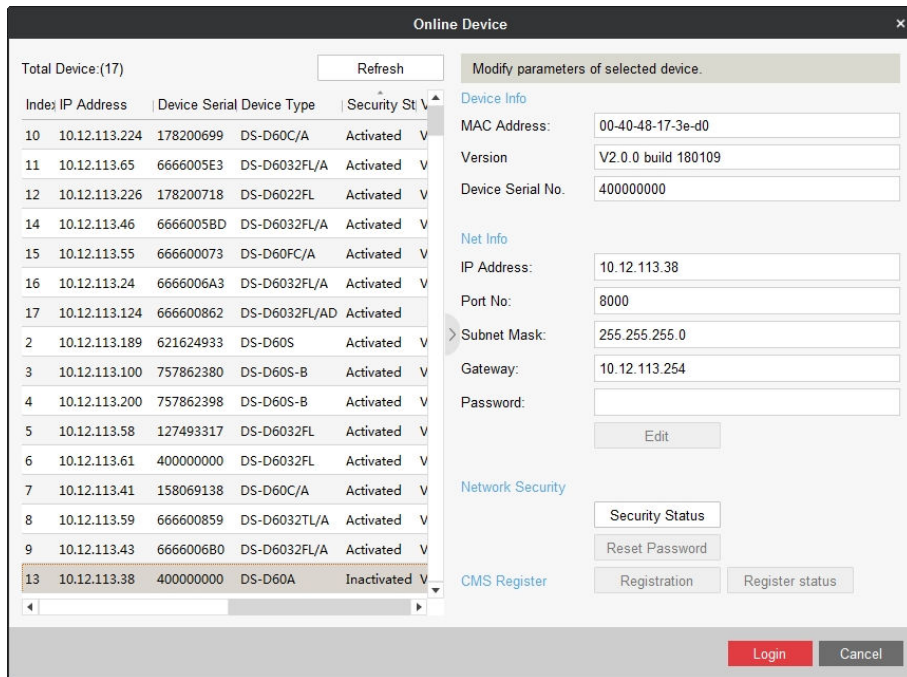 Online Device
Total Device:(17)
Refresh
Index IP Address Device Serial Device Type Security St V
10 10.12.113.224 178200699 DS-D60C/A Activated V
11 10.12.113.65 6666005E3 DS-D6032FL/A Activated V
12 10.12.113.226 178200718 DS-D6022FL Activated V
14 10.12.113.46 6666005BD DS-D6032FL/A Activated V
15 10.12.113.55 666600073 DS-D60FC/A Activated V
16 10.12.113.24 6666006A3 DS-D6032FL/A Activated V
17 10.12.113.124 666600862 DS-D6032FL/AD Activated
2 10.12.113.189 621624933 DS-D60S Activated V
3 10.12.113.100 757862380 DS-D60S-B Activated V
4 10.12.113.200 757862398 DS-D60S-B Activated V
5 10.12.113.58 127493317 DS-D6032FL Activated V
6 10.12.113.61 400000000 DS-D6032FL Activated V
7 10.12.113.41 158069138 DS-D60C/A Activated V
8 10.12.113.59 666600859 DS-D6032TL/A Activated V
9 10.12.113.43 6666006B0 DS-D6032FL/A Activated V
13 10.12.113.38 400000000 DS-D60A Inactivated V
Modify parameters of selected device.
Device Info
MAC Address: 00-40-48-17-3e-d0
Version V2.0.0 build 180109
Device Serial No. 400000000
Net Info
IP Address: 10.12.113.38
Port No: 8000
Subnet Mask: 255.255.255.0
Gateway: 10.12.113.254
Password:
Edit
Network Security
Security Status
Reset Password
CMS Register Registration Register status
Login Cancel